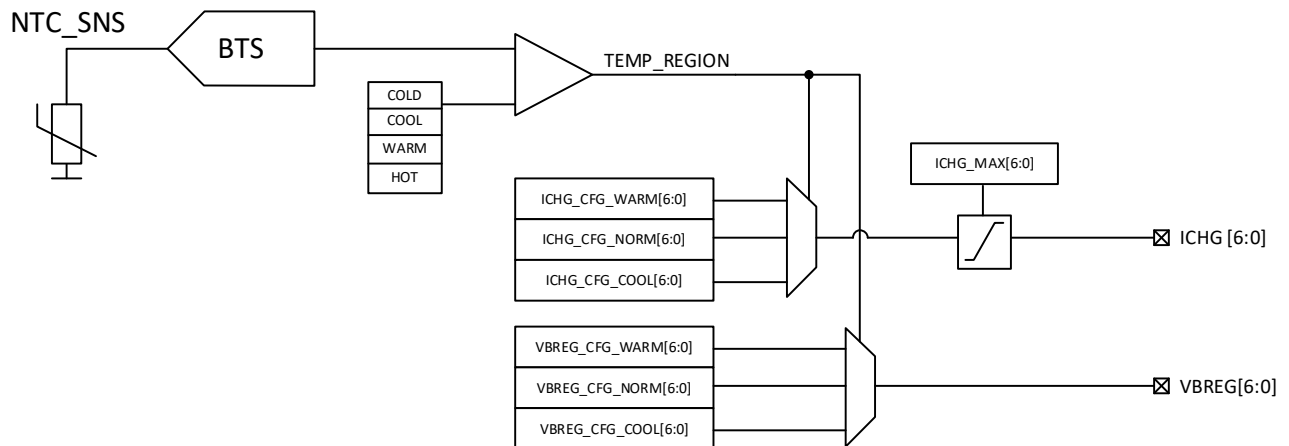 NTC_SNS
BTS
TEMP_REGION
COLD
COOL
WARM
HOT
ICHG_MAX[6:0]
ICHG_CFG_WARM[6:0]
ICHG_CFG_NORM[6:0]
ICHG_CFG_COOL[6:0]
ICHG [6:0]
VBREG_CFG_WARM[6:0]
VBREG_CFG_NORM[6:0]
VBREG_CFG_COOL[6:0]
VBREG[6:0]